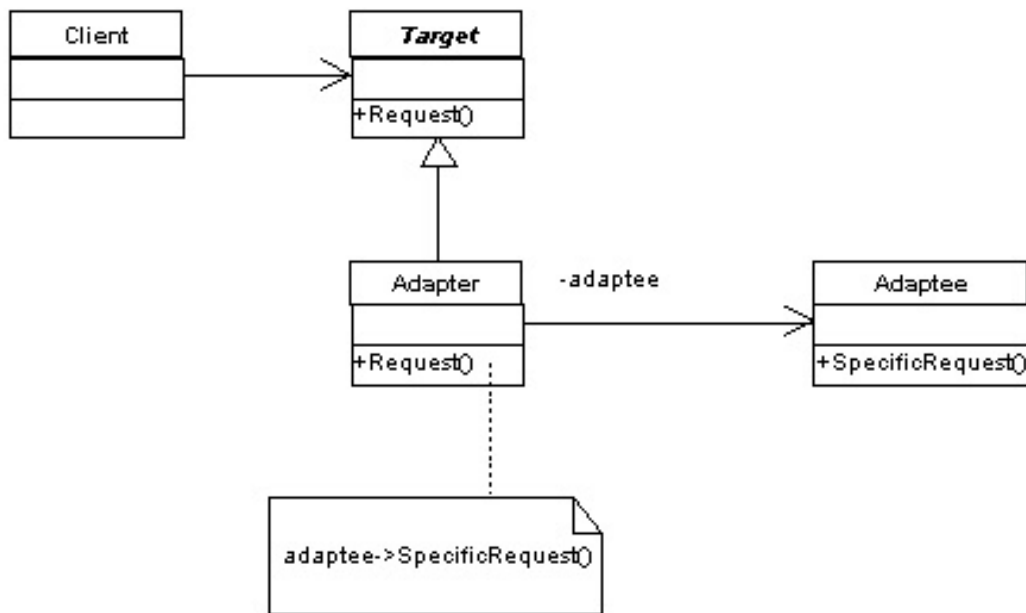 Client
Target
+Request()
Adapter
-adaptee
Adaptee
+Request()
+SpecificRequest()
adaptee->SpecificRequest()